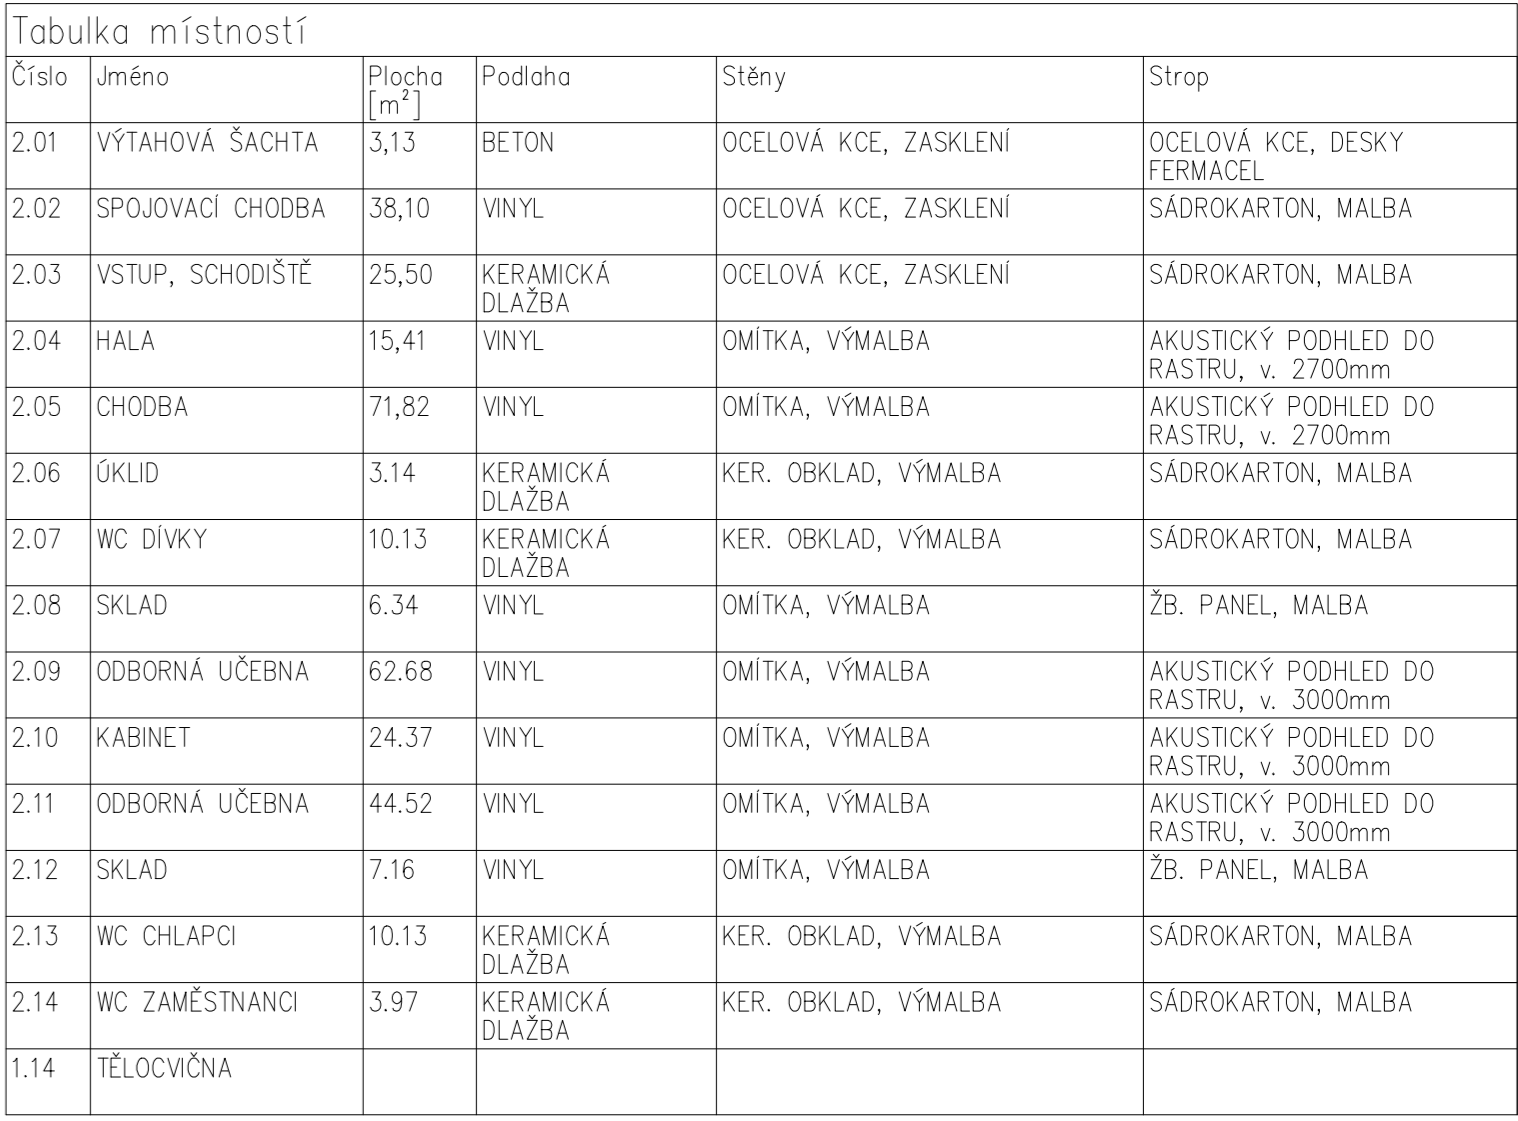 Tabulka místností
Číslo Jméno Plocha Podlaha Stěny Strop
[m²]
2.01 VÝTAHOVÁ ŠACHTA 3,13 BETON OCELOVÁ KCE, ZASKLENÍ OCELOVÁ KCE, DESKY
FERMACEL
2.02 SPOJOVACÍ CHODBA 38,10 VINYL OCELOVÁ KCE, ZASKLENÍ SÁDROKARTON, MALBA
2.03 VSTUP, SCHODIŠTĚ 25,50 KERAMICKÁ OCELOVÁ KCE, ZASKLENÍ SÁDROKARTON, MALBA
DLAŽBA
2.04 HALA 15,41 VINYL OMÍTKA, VÝMALBA AKUSTICKÝ PODHLED DO
RASTRU, v. 2700mm
2.05 CHODBA 71,82 VINYL OMÍTKA, VÝMALBA AKUSTICKÝ PODHLED DO
RASTRU, v. 2700mm
2.06 ÚKLID 3.14 KERAMICKÁ KER. OBKLAD, VÝMALBA SÁDROKARTON, MALBA
DLAŽBA
2.07 WC DÍVKY 10.13 KERAMICKÁ KER. OBKLAD, VÝMALBA SÁDROKARTON, MALBA
DLAŽBA
2.08 SKLAD 6.34 VINYL OMÍTKA, VÝMALBA ŽB. PANEL, MALBA
2.09 ODBORNÁ UČEBNA 62.68 VINYL OMÍTKA, VÝMALBA AKUSTICKÝ PODHLED DO
RASTRU, v. 3000mm
2.10 KABINET 24.37 VINYL OMÍTKA, VÝMALBA AKUSTICKÝ PODHLED DO
RASTRU, v. 3000mm
2.11 ODBORNÁ UČEBNA 44.52 VINYL OMÍTKA, VÝMALBA AKUSTICKÝ PODHLED DO
RASTRU, v. 3000mm
2.12 SKLAD 7.16 VINYL OMÍTKA, VÝMALBA ŽB. PANEL, MALBA
2.13 WC CHLAPCI 10.13 KERAMICKÁ KER. OBKLAD, VÝMALBA SÁDROKARTON, MALBA
DLAŽBA
2.14 WC ZAMĚSTNANCI 3.97 KERAMICKÁ KER. OBKLAD, VÝMALBA SÁDROKARTON, MALBA
DLAŽBA
1.14 TĚLOCVIČNA